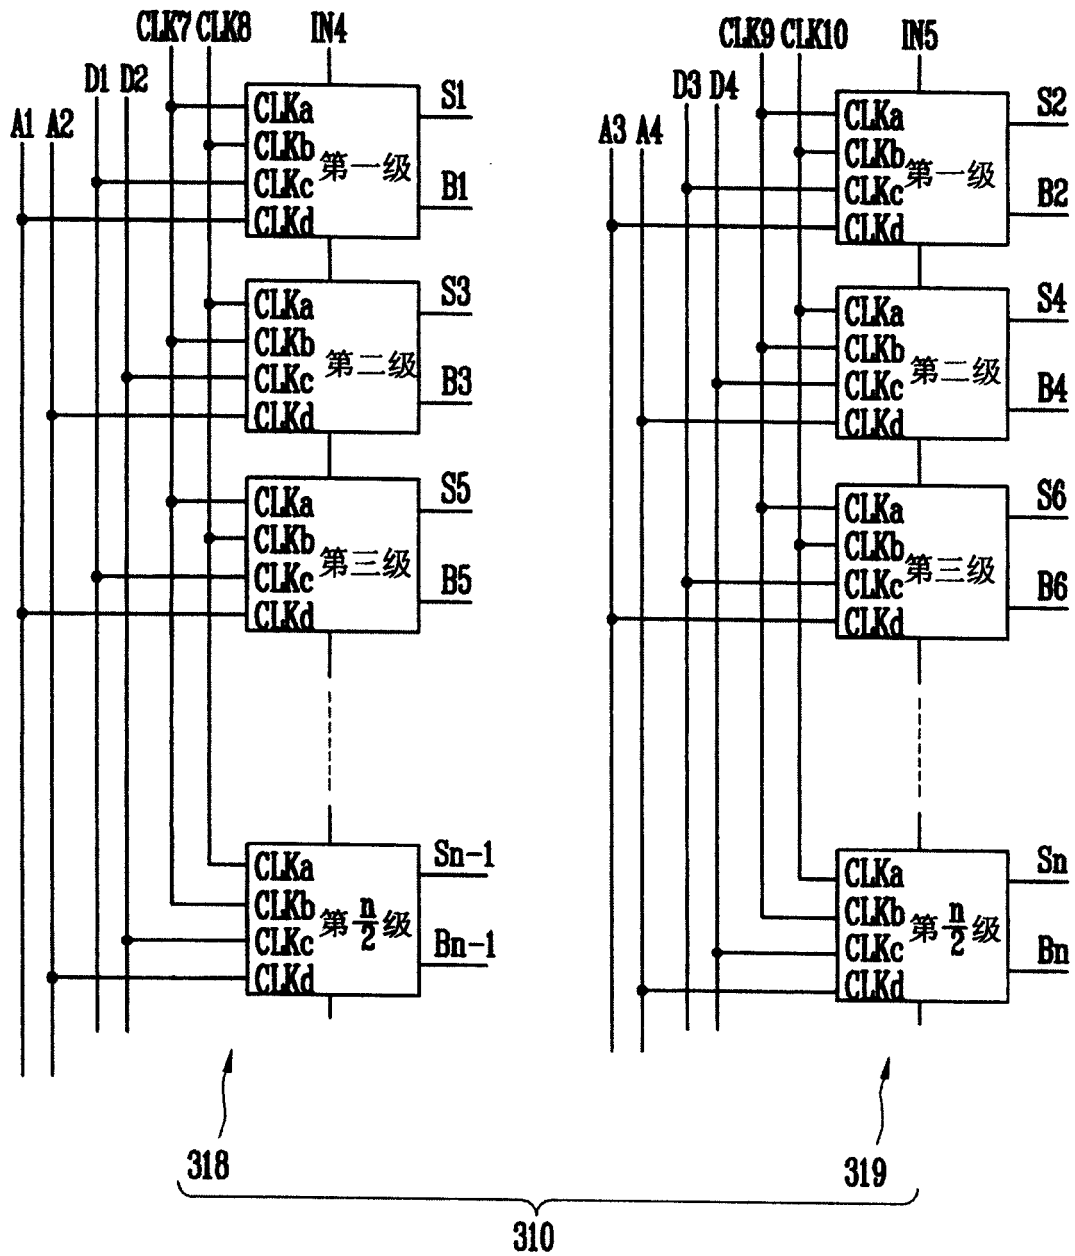 CLK7 CLK8 IN4
D1 D2
A1 A2
CLKa
CLKb
CLKc
CLKd
第一级
S1
B1
CLKa
CLKb
CLKc
CLKd
第二级
S3
B3
CLKa
CLKb
CLKc
CLKd
第三级
S5
B5
CLKa
CLKb
CLKc
CLKd
第n/2级
Sn-1
Bn-1
318
CLK9 CLK10 IN5
D3 D4
A3 A4
CLKa
CLKb
CLKc
CLKd
第一级
S2
B2
CLKa
CLKb
CLKc
CLKd
第二级
S4
B4
CLKa
CLKb
CLKc
CLKd
第三级
S6
B6
CLKa
CLKb
CLKc
CLKd
第n/2级
Sn
Bn
319
310